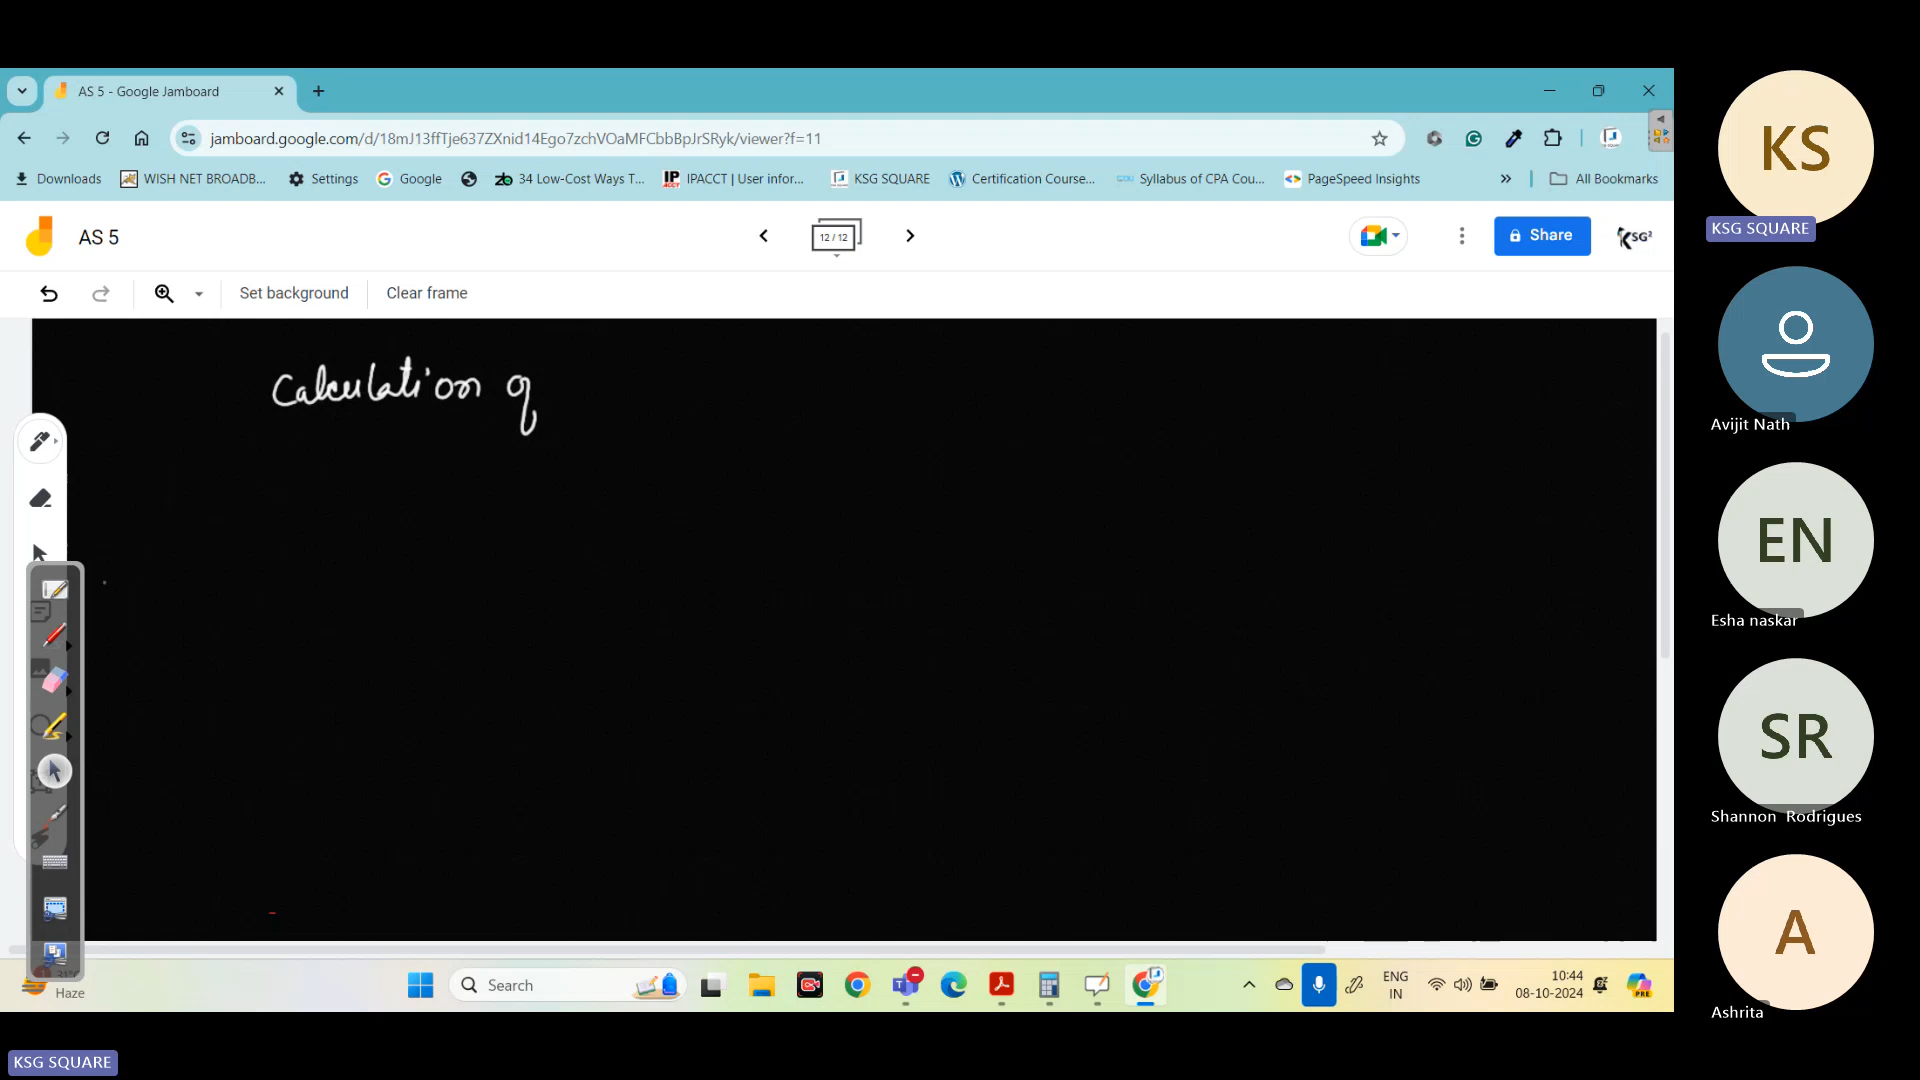 AS 5 - Google Jamboard
jamboard.google.com/d/18mJ13ffTje637ZXnid14Ego7zchVOaMFCbbBpJrSRyk/viewer?f=11
Downloads WISH NET BROADB... Settings Google 34 Low-Cost Ways T... IPACCT | User infor... KSG SQUARE Certification Course... Syllabus of CPA Cou... PageSpeed Insights » All Bookmarks
AS 5
12 / 12
Share
KSG²
Set background Clear frame
Calculation of
31°C
Haze
Search
ENG
IN
10:44
08-10-2024
PRE
KS
KSG SQUARE
Avijit Nath
EN
Esha naskar
SR
Shannon Rodrigues
A
Ashrita
KSG SQUARE